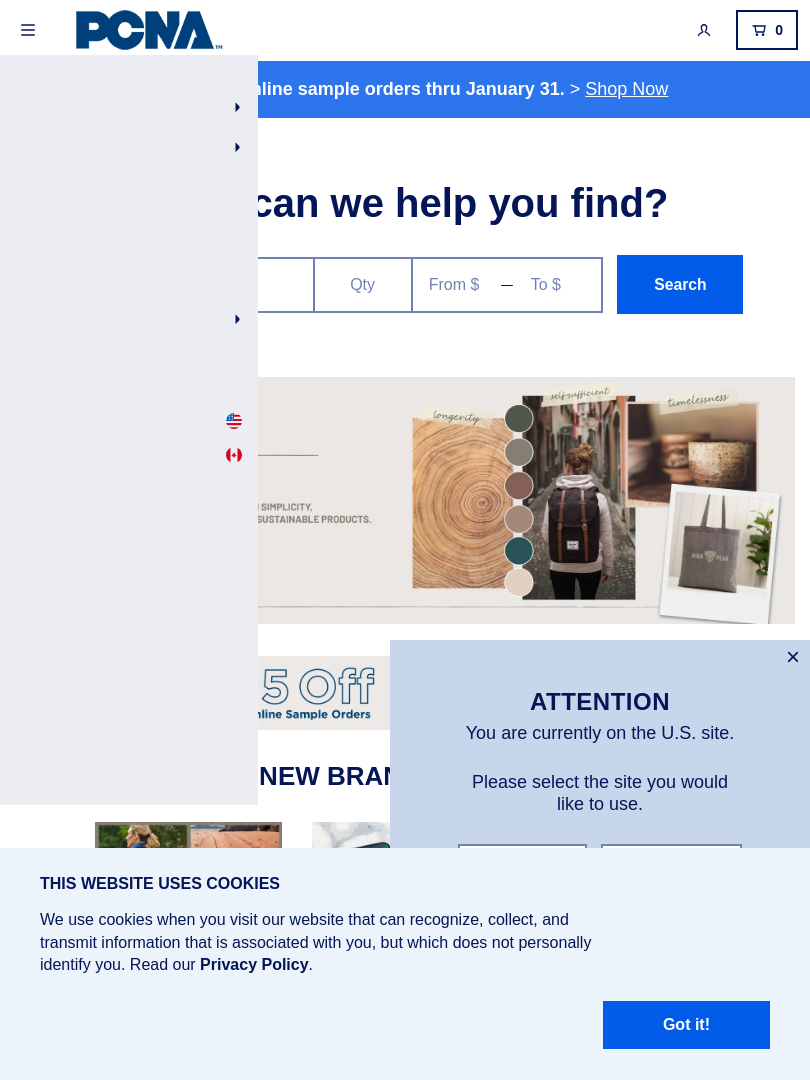 PCNA™
0
nline sample orders thru January 31. > Shop Now
can we help you find?
Qty
From $ — To $
Search
longevity
self-sufficient
timelessness
SIMPLICITY,
SUSTAINABLE PRODUCTS.
5 Off
nline Sample Orders
ATTENTION
You are currently on the U.S. site.
Please select the site you would
like to use.
NEW BRAN
THIS WEBSITE USES COOKIES
We use cookies when you visit our website that can recognize, collect, and
transmit information that is associated with you, but which does not personally
identify you. Read our Privacy Policy.
Got it!